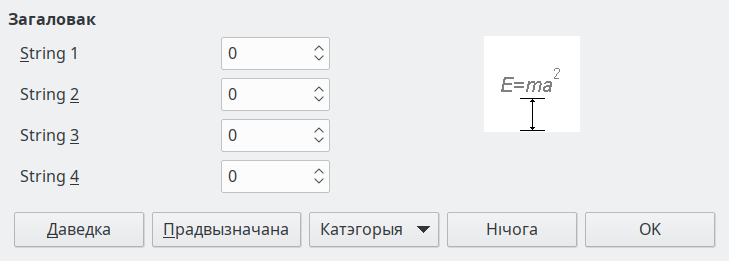 Загаловак
String 1
0
String 2
0
String 3
0
String 4
0
E=ma²
Даведка
Прадвызначана
Катэгорыя
Нічога
OK